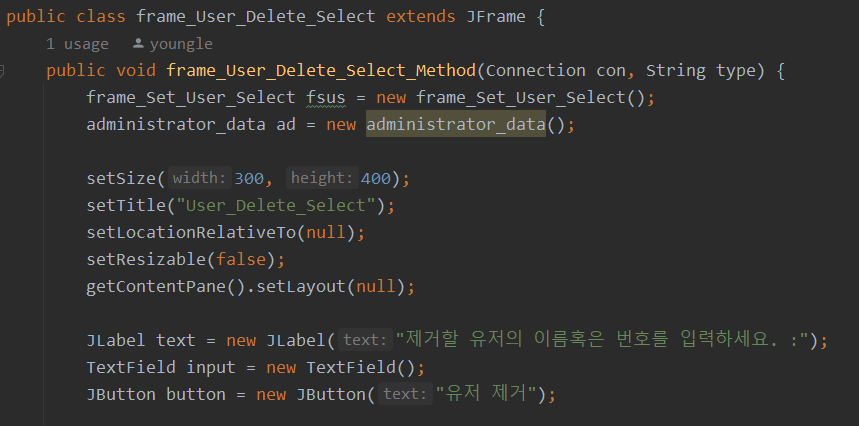 public class frame_User_Delete_Select extends JFrame {
1 usage youngle
public void frame_User_Delete_Select_Method(Connection con, String type) {
frame_Set_User_Select fsus = new frame_Set_User_Select();
administrator_data ad = new administrator_data();
setSize( width: 300, height: 400);
setTitle("User_Delete_Select");
setLocationRelativeTo(null);
setResizable(false);
getContentPane().setLayout(null);
JLabel text = new JLabel( text: "제거할 유저의 이름혹은 번호를 입력하세요. :");
TextField input = new TextField();
JButton button = new JButton( text: "유저 제거");